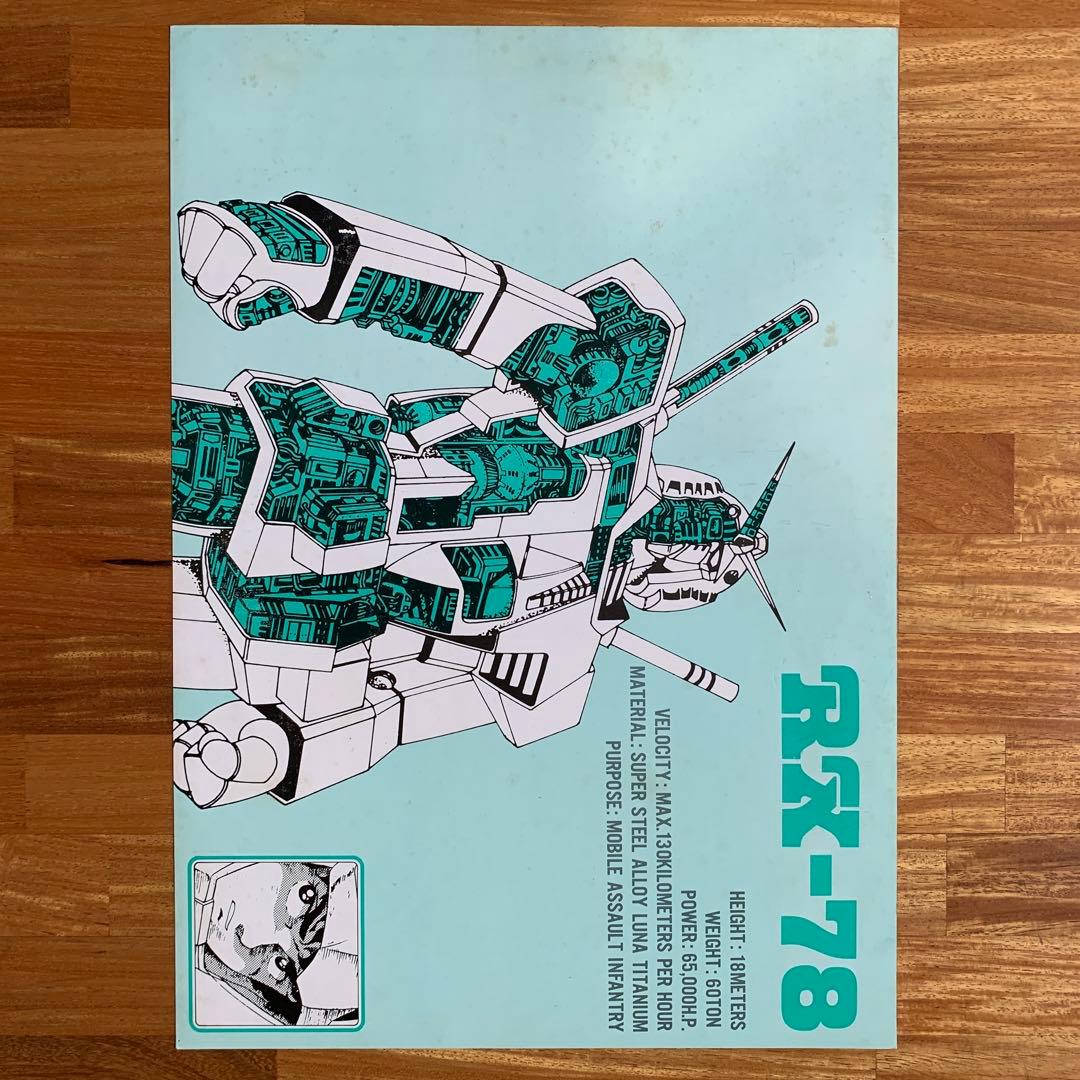 RX-78
HEIGHT: 18METERS
WEIGHT: 60TON
POWER: 65,000H.P.
VELOCITY: MAX.130KILOMETERS PER HOUR
MATERIAL: SUPER STEEL ALLOY LUNA TITANIUM
PURPOSE: MOBILE ASSAULT INFANTRY